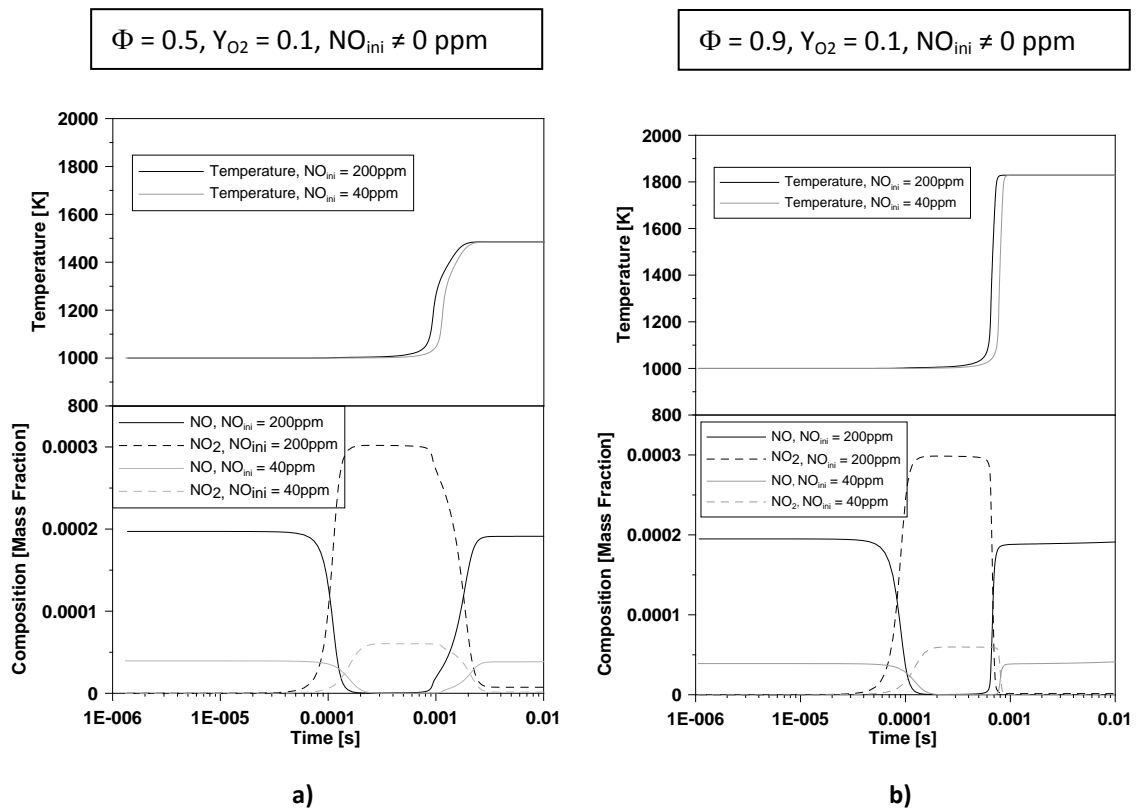 Φ = 0.5, Y_O2 = 0.1, NO_ini ≠ 0 ppm
2000
1800
1600
1400
1200
1000
800
Temperature [K]
Temperature, NO_ini = 200ppm
Temperature, NO_ini = 40ppm
NO, NO_ini = 200ppm
NO_2, NO_ini = 200ppm
NO, NO_ini = 40ppm
NO_2, NO_ini = 40ppm
0.0003
0.0002
0.0001
0
Composition [Mass Fraction]
1E-006 1E-005 0.0001 0.001 0.01
Time [s]
a)
Φ = 0.9, Y_O2 = 0.1, NO_ini ≠ 0 ppm
2000
1800
1600
1400
1200
1000
800
Temperature [K]
Temperature, NO_ini = 200ppm
Temperature, NO_ini = 40ppm
NO, NO_ini = 200ppm
NO_2, NO_ini = 200ppm
NO, NO_ini = 40ppm
NO_2, NO_ini = 40ppm
0.0003
0.0002
0.0001
0
Composition [Mass Fraction]
1E-006 1E-005 0.0001 0.001 0.01
Time [s]
b)